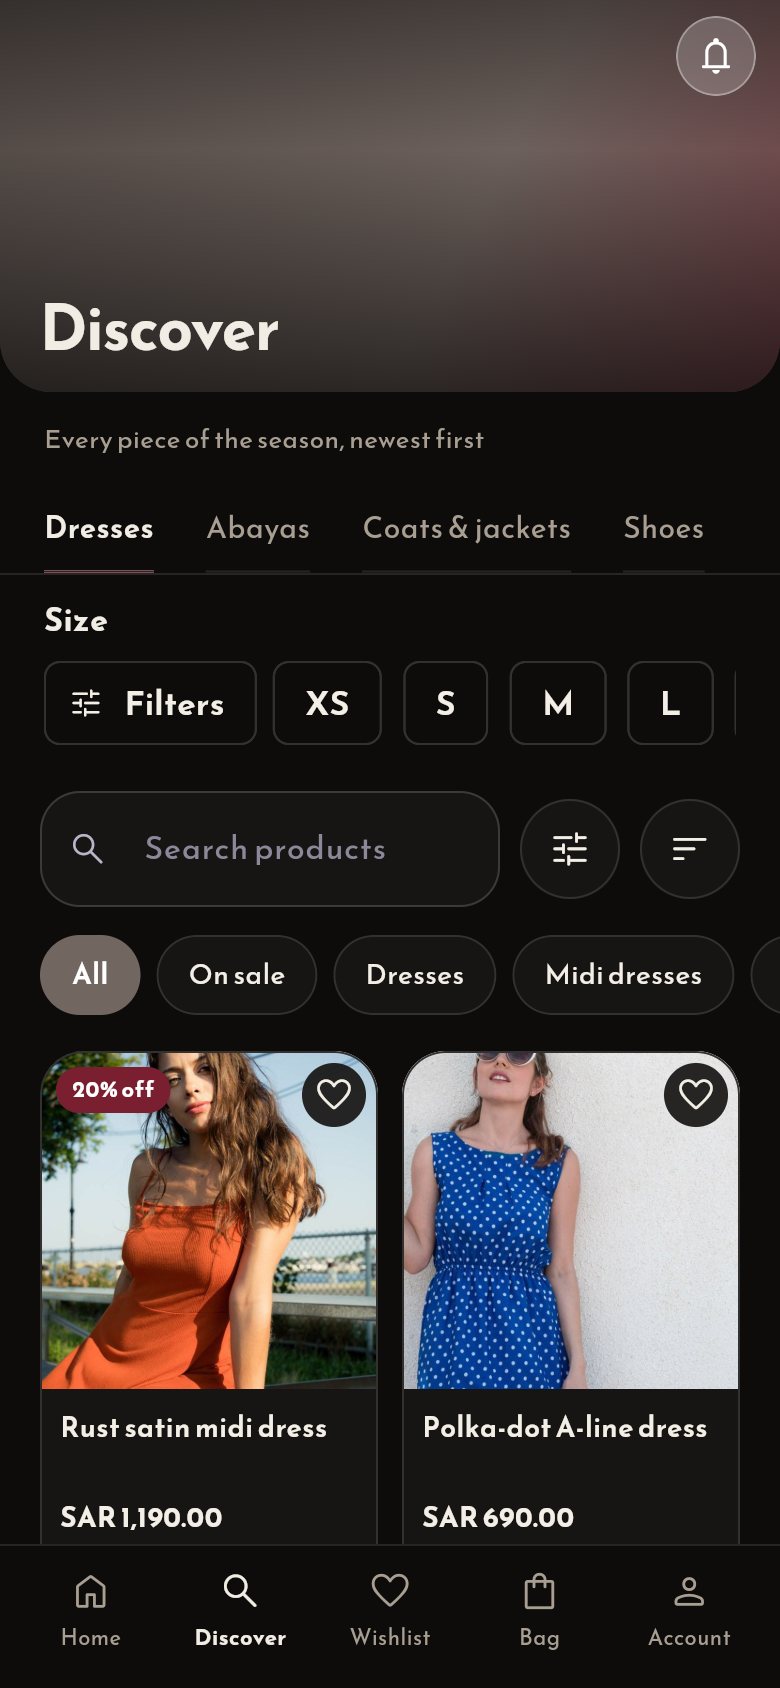 Discover
Every piece of the season, newest first
Dresses Abayas Coats & jackets Shoes
Size
Filters XS S M L
Search products
All On sale Dresses Midi dresses
20% off
Rust satin midi dress Polka-dot A-line dress
SAR 1,190.00 SAR 690.00
Home Discover Wishlist Bag Account